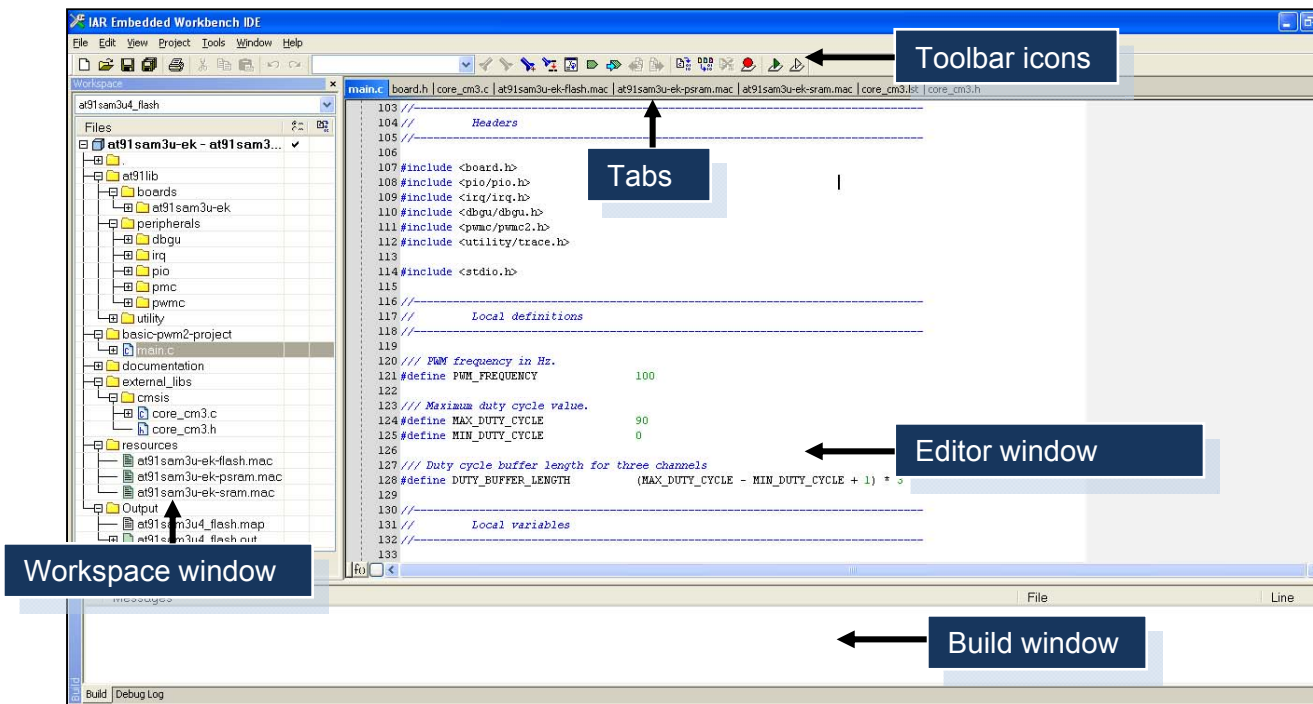 IAR Embedded Workbench IDE
File Edit View Project Tools Window Help
Toolbar icons
Workspace
at91sam3u4_flash
Files
at91sam3u-ek - at91sam3...
.
at91lib
boards
at91sam3u-ek
peripherals
dbgu
irq
pio
pmc
pwmc
utility
basic-pwm2-project
main.c
documentation
external_libs
cmsis
core_cm3.c
core_cm3.h
resources
at91sam3u-ek-flash.mac
at91sam3u-ek-psram.mac
at91sam3u-ek-sram.mac
Output
at91sam3u4_flash.map
at91sam3u4_flash.out
Workspace window
main.c | board.h | core_cm3.c | at91sam3u-ek-flash.mac | at91sam3u-ek-psram.mac | at91sam3u-ek-sram.mac | core_cm3.lst | core_cm3.h
Tabs
103 //------------------------------------------------------------------------------
104 // Headers
105 //------------------------------------------------------------------------------
106
107 #include <board.h>
108 #include <pio/pio.h>
109 #include <irq/irq.h>
110 #include <dbgu/dbgu.h>
111 #include <pwmc/pwmc2.h>
112 #include <utility/trace.h>
113
114 #include <stdio.h>
115
116 //------------------------------------------------------------------------------
117 // Local definitions
118 //------------------------------------------------------------------------------
119
120 /// PWM frequency in Hz.
121 #define PWM_FREQUENCY 100
122
123 /// Maximum duty cycle value.
124 #define MAX_DUTY_CYCLE 90
125 #define MIN_DUTY_CYCLE 0
126
127 /// Duty cycle buffer length for three channels
128 #define DUTY_BUFFER_LENGTH (MAX_DUTY_CYCLE - MIN_DUTY_CYCLE + 1) * 3
129
130 //------------------------------------------------------------------------------
131 // Local variables
132 //------------------------------------------------------------------------------
133
Editor window
f()
Messages File Line
Build window
Build
Build Debug Log